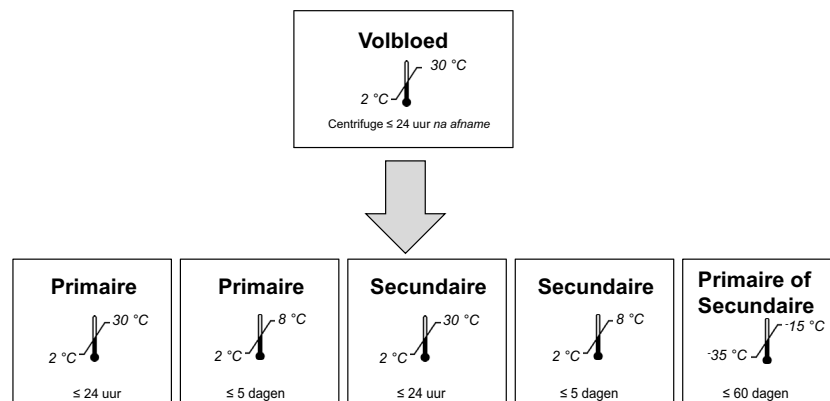 Volbloed
30 °C
2 °C
Centrifuge ≤ 24 uur na afname
Primaire
30 °C
2 °C
≤ 24 uur
Primaire
8 °C
2 °C
≤ 5 dagen
Secundaire
30 °C
2 °C
≤ 24 uur
Secundaire
8 °C
2 °C
≤ 5 dagen
Primaire of
Secundaire
-15 °C
-35 °C
≤ 60 dagen